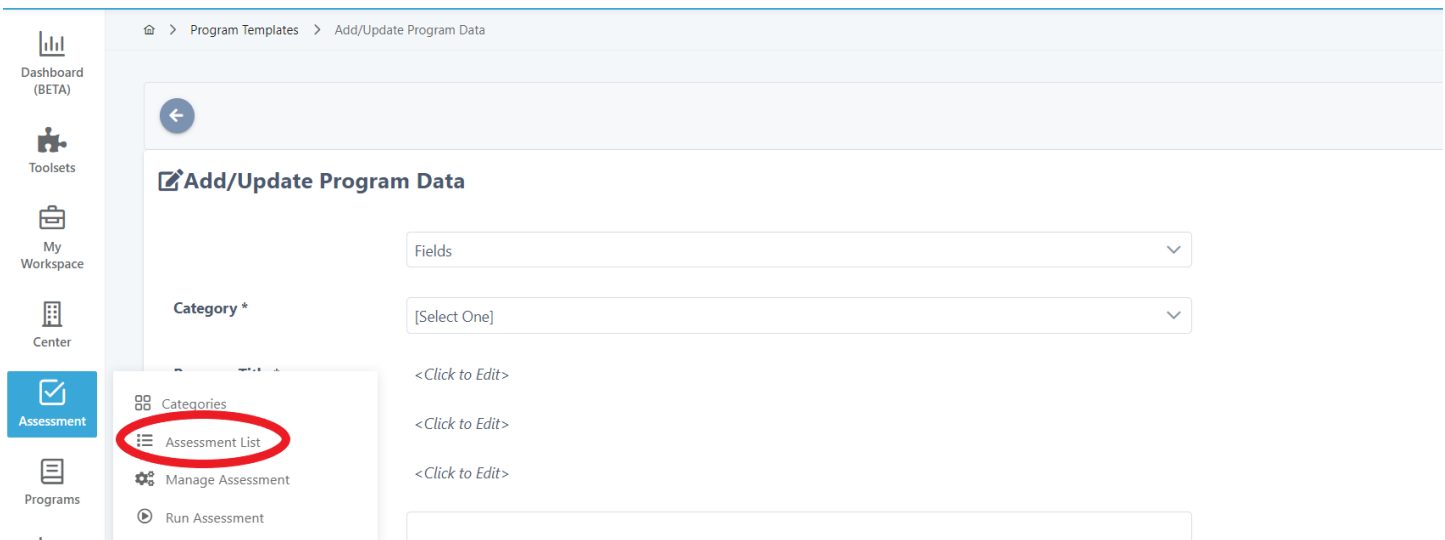 Program Templates
Add/Update Program Data
Dashboard
(BETA)
Toolsets
My
Workspace
Center
Assessment
Programs
Add/Update Program Data
Fields
Category *
[Select One]
<Click to Edit>
Categories
<Click to Edit>
Assessment List
<Click to Edit>
Manage Assessment
Run Assessment